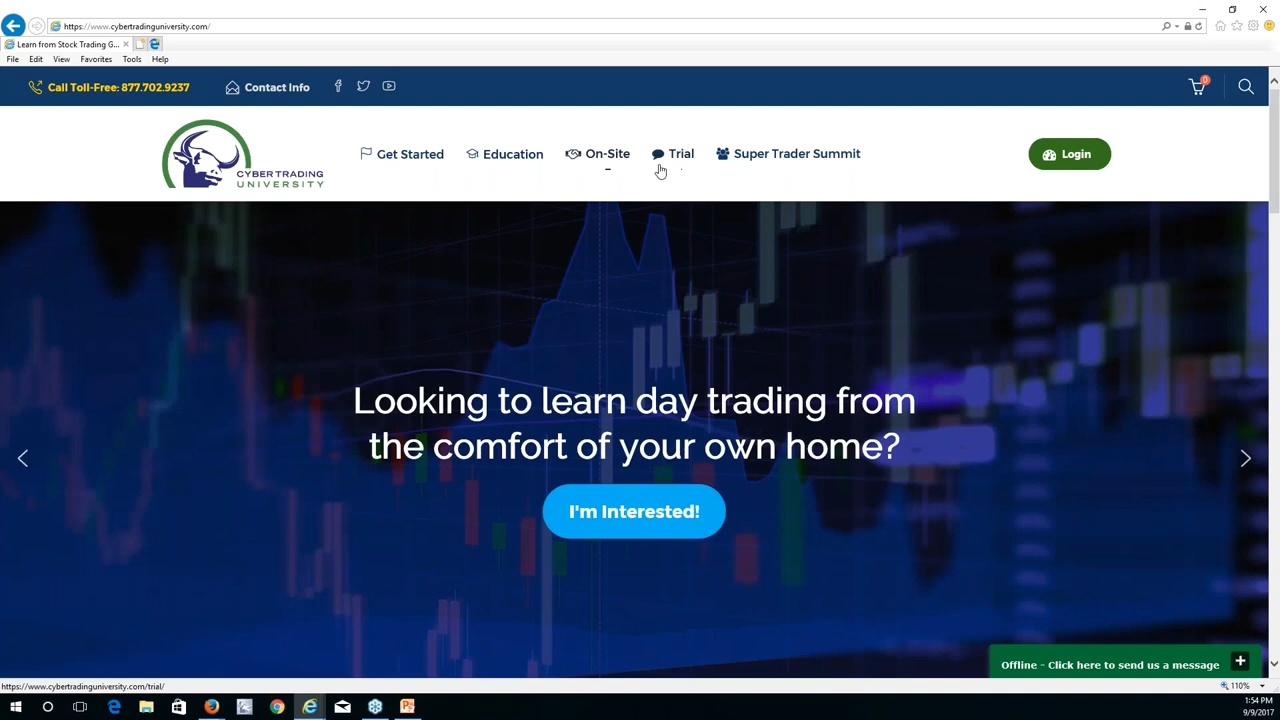 https://www.cybertradinguniversity.com/
Learn from Stock Trading G...
File Edit View Favorites Tools Help
Call Toll-Free: 877.702.9237 Contact Info 0
CYBER TRADING
UNIVERSITY
Get Started Education On-Site Trial Super Trader Summit Login
Looking to learn day trading from
the comfort of your own home?
I'm Interested!
Offline - Click here to send us a message
https://www.cybertradinguniversity.com/trial/
110%
1:54 PM
9/9/2017